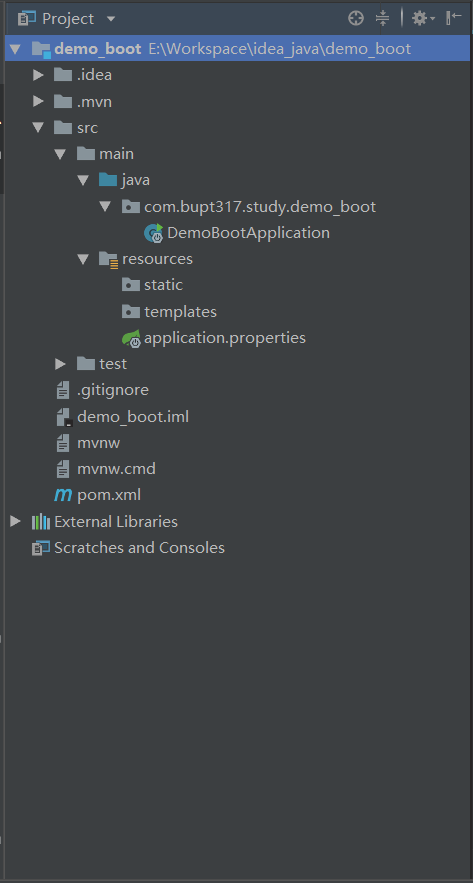 Project
demo_boot E:\Workspace\idea_java\demo_boot
.idea
.mvn
src
main
java
com.bupt317.study.demo_boot
DemoBootApplication
resources
static
templates
application.properties
test
.gitignore
demo_boot.iml
mvnw
mvnw.cmd
pom.xml
External Libraries
Scratches and Consoles